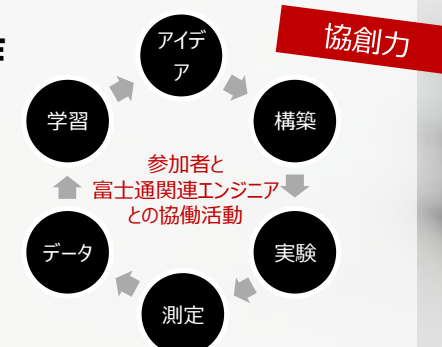 協創力
アイデ
ア
構築
実験
測定
データ
学習
参加者と
富士通関連エンジニア
との協働活動